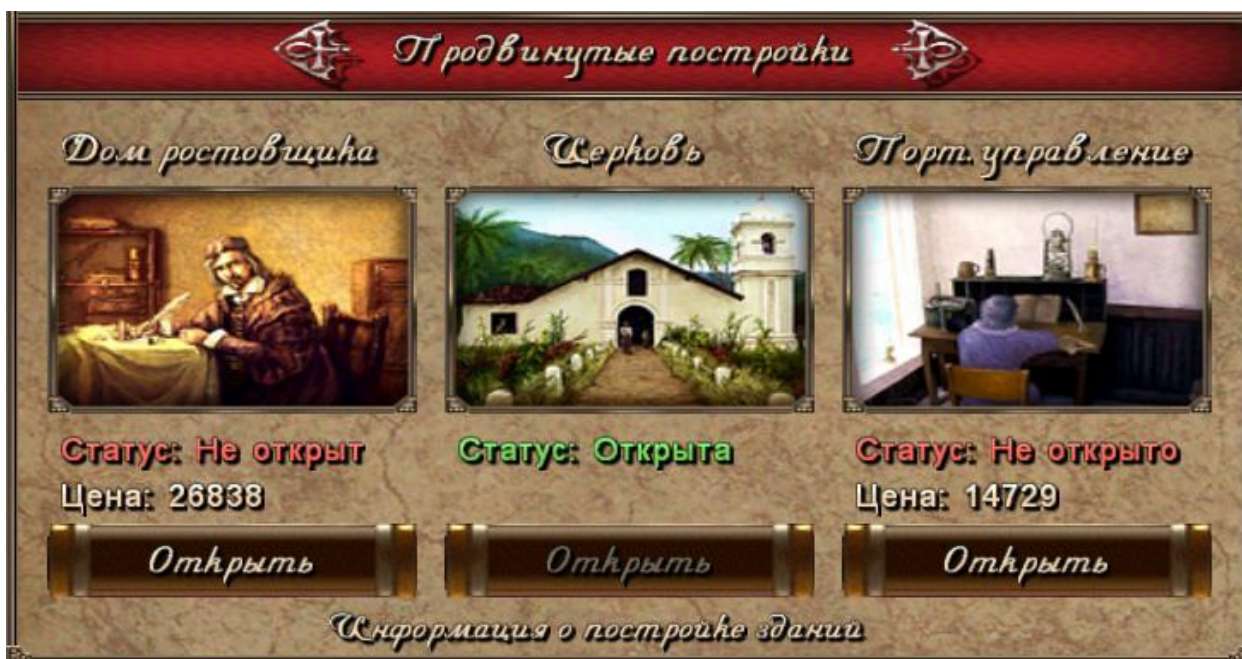 Продвинутые постройки
Дом ростовщика
Церковь
Порт. управление
Статус: Не открыт
Статус: Открыта
Статус: Не открыто
Цена: 26838
Цена: 14729
Открыть
Открыть
Открыть
Информация о постройке зданий